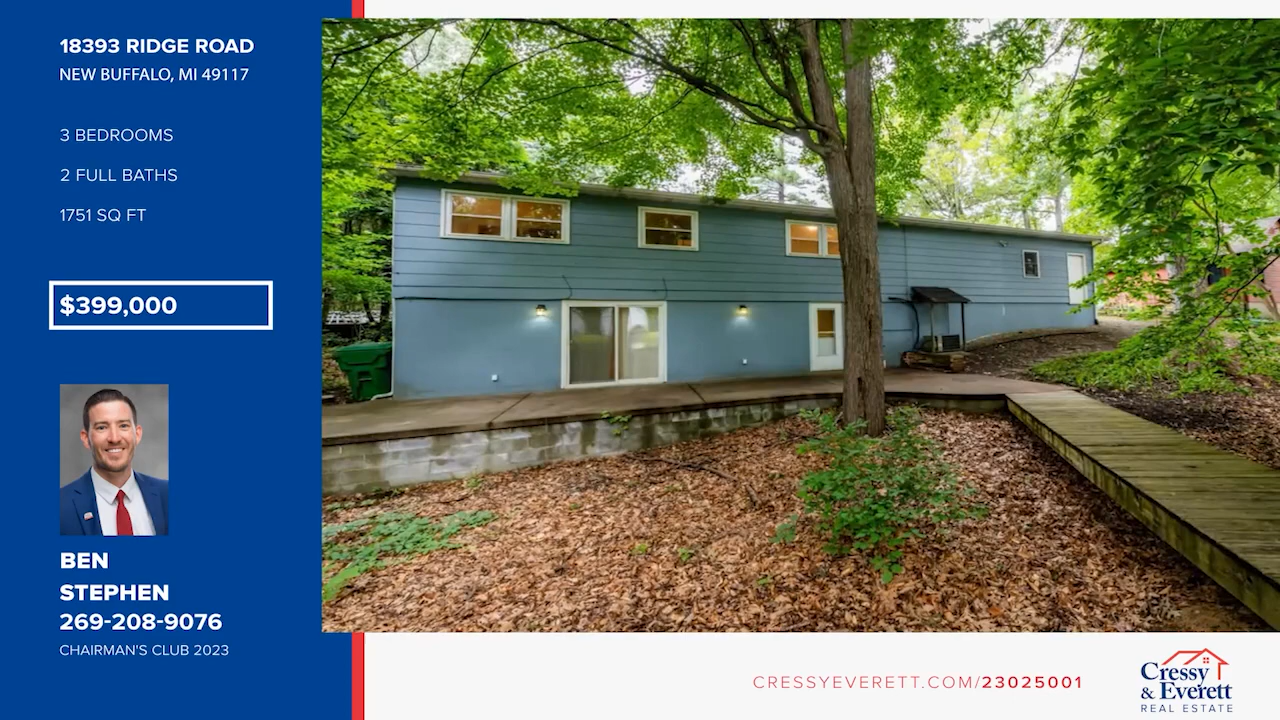 18393 RIDGE ROAD
NEW BUFFALO, MI 49117
3 BEDROOMS
2 FULL BATHS
1751 SQ FT
$399,000
BEN
STEPHEN
269-208-9076
CHAIRMAN'S CLUB 2023
CRESSYEVERETT.COM/23025001
Cressy
& Everett
REAL ESTATE